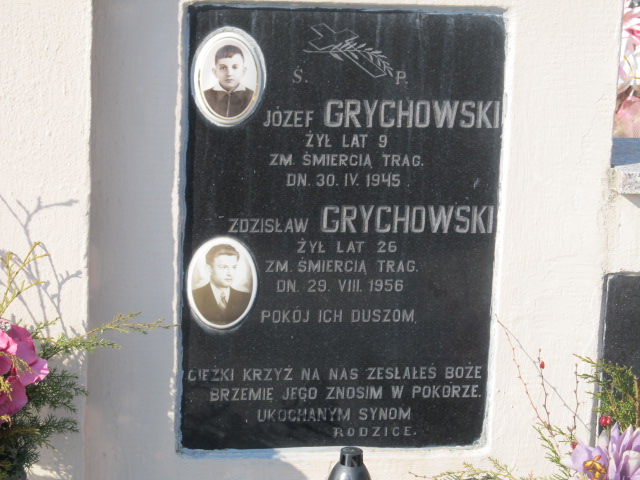 Ś. P.
JÓZEF GRYCHOWSKI
ŻYŁ LAT 9
ZM. ŚMIERCIĄ TRAG.
DN. 30. IV. 1945
ZDZISŁAW GRYCHOWSKI
ŻYŁ LAT 26
ZM. ŚMIERCIĄ TRAG.
DN. 29. VIII. 1956
POKÓJ ICH DUSZOM,
CIĘŻKI KRZYŻ NA NAS ZESŁAŁEŚ BOŻE
BRZEMIE JEGO ZNOSIM W POKORZE.
UKOCHANYM SYNOM
RODZICE.